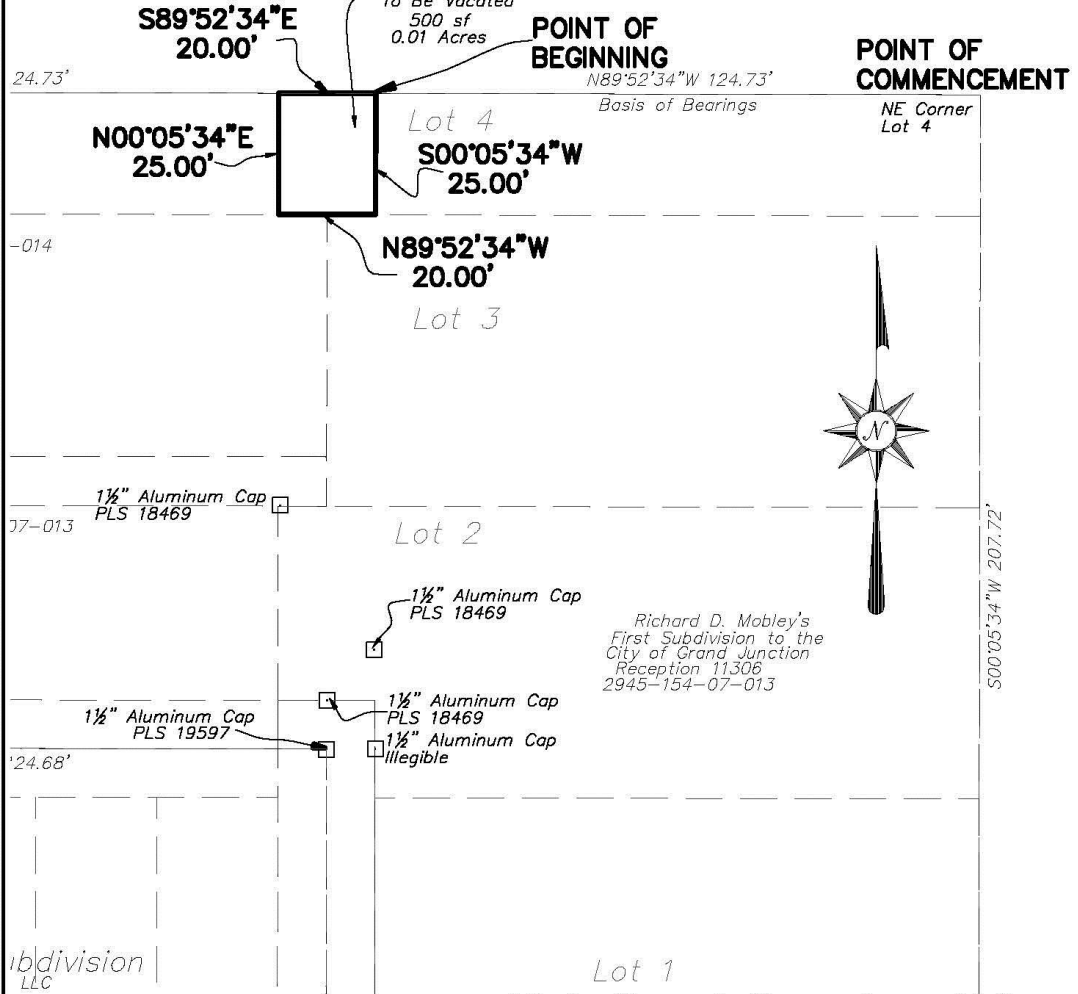 To Be Vacated
500 sf
0.01 Acres
S89°52'34"E
20.00'
POINT OF
BEGINNING
POINT OF
COMMENCEMENT
24.73'
N89°52'34"W 124.73'
Basis of Bearings
NE Corner
Lot 4
Lot 4
N00°05'34"E
25.00'
S00°05'34"W
25.00'
-014
N89°52'34"W
20.00'
Lot 3
N
1½" Aluminum Cap
PLS 18469
07-013
Lot 2
S00°05'34"W 207.72'
1½" Aluminum Cap
PLS 18469
Richard D. Mobley's
First Subdivision to the
City of Grand Junction
Reception 11306
2945-154-07-013
1½" Aluminum Cap
PLS 18469
1½" Aluminum Cap
PLS 19597
1½" Aluminum Cap
Illegible
124.68'
ubdivision
LLC
Lot 1